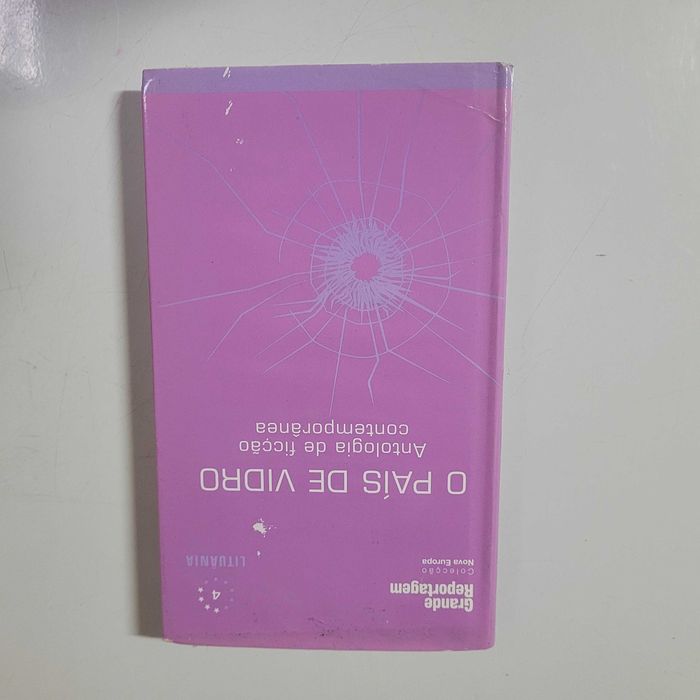 Grande
Reportagem
Colecção
Nova Europa
4
LITUÂNIA
O PAÍS DE VIDRO
Antologia de ficção
contemporânea